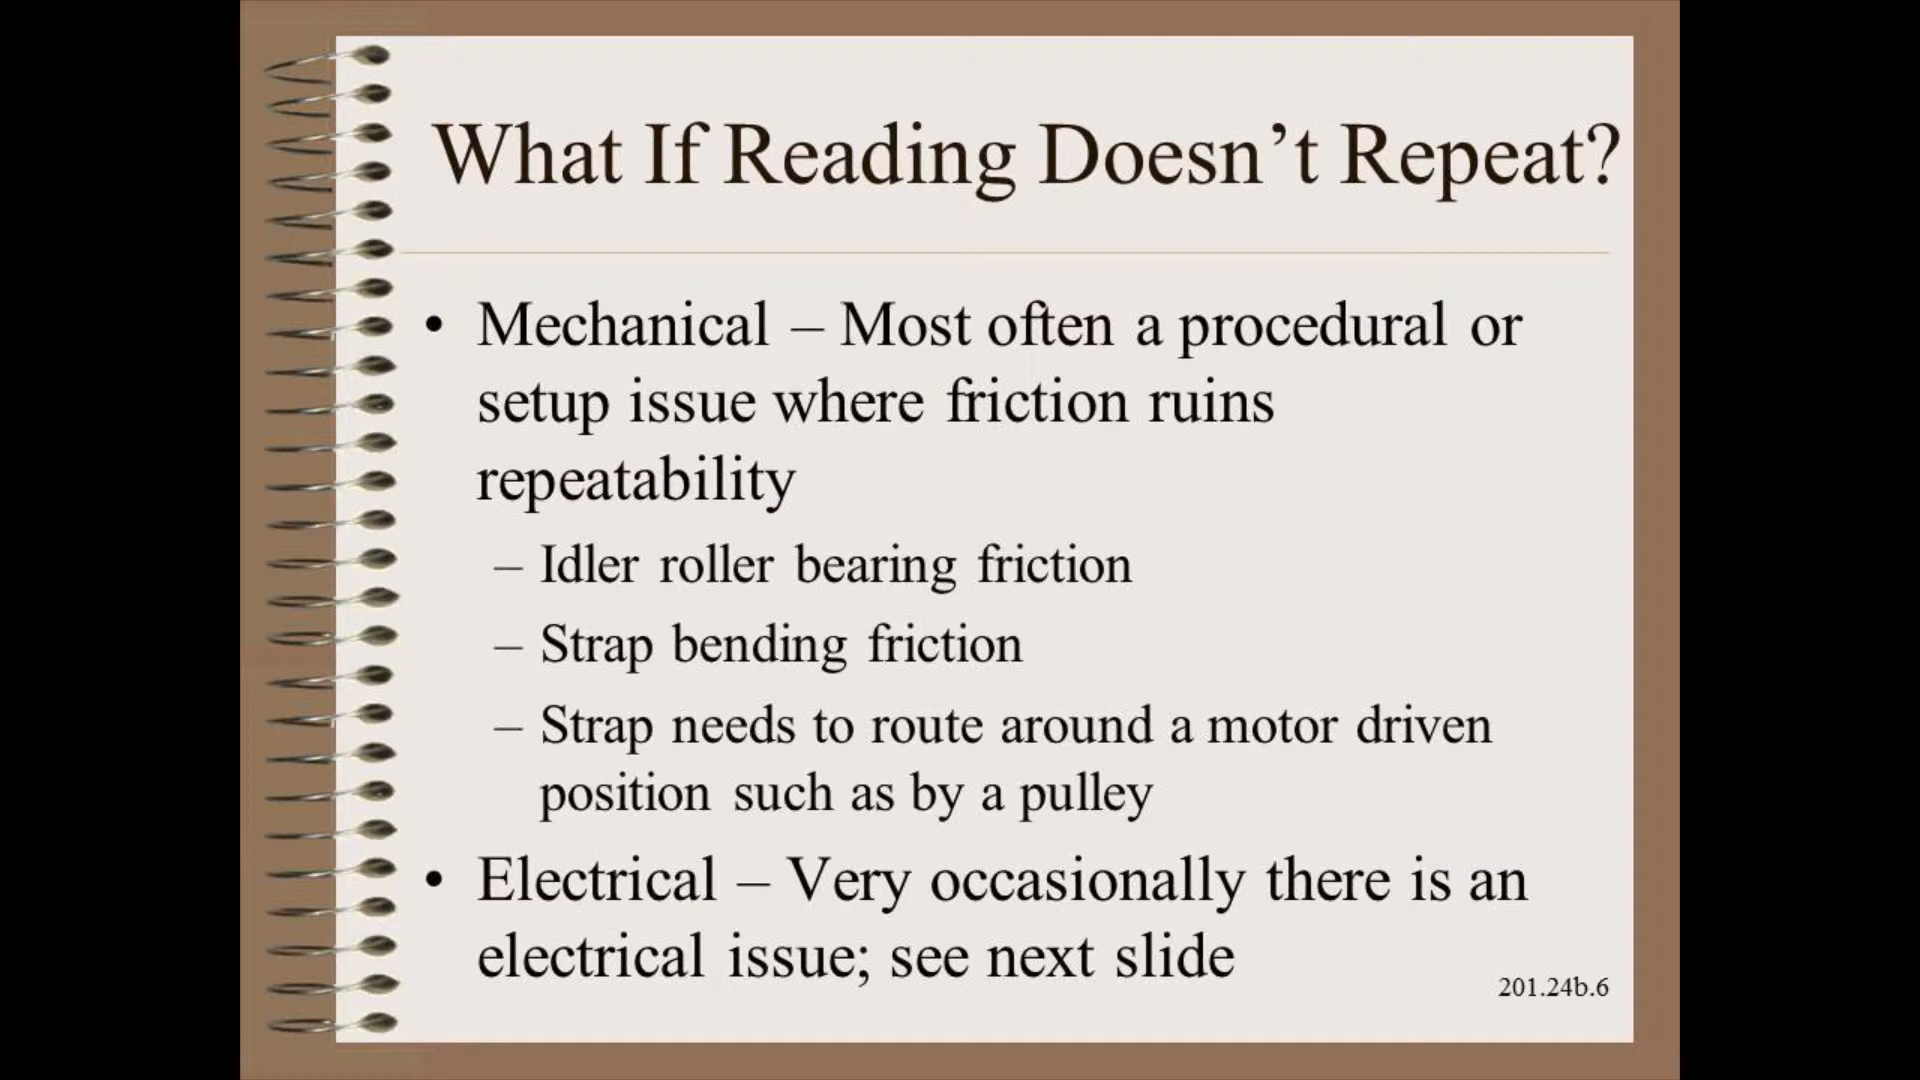 What If Reading Doesn’t Repeat?
• Mechanical – Most often a procedural or
setup issue where friction ruins
repeatability
– Idler roller bearing friction
– Strap bending friction
– Strap needs to route around a motor driven
position such as by a pulley
• Electrical – Very occasionally there is an
electrical issue; see next slide
201.24b.6